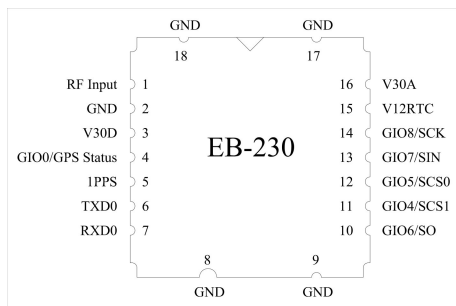 GND GND
18 17
RF Input 1 16 V30A
GND 2 15 V12RTC
V30D 3 14 GIO8/SCK
GIO0/GPS Status 4 EB-230 13 GIO7/SIN
1PPS 5 12 GIO5/SCS0
TXD0 6 11 GIO4/SCS1
RXD0 7 10 GIO6/SO
8 9
GND GND